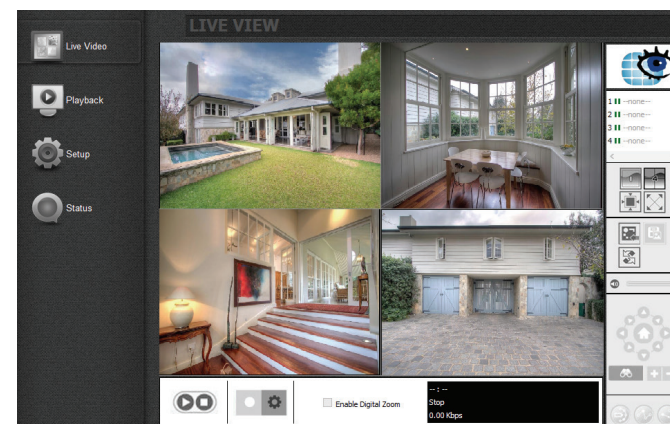 LIVE VIEW
Live Video
Playback
Setup
Status
1 --none--
2 --none--
3 --none--
4 --none--
Enable Digital Zoom
-- : --
Stop
0.00 Kbps